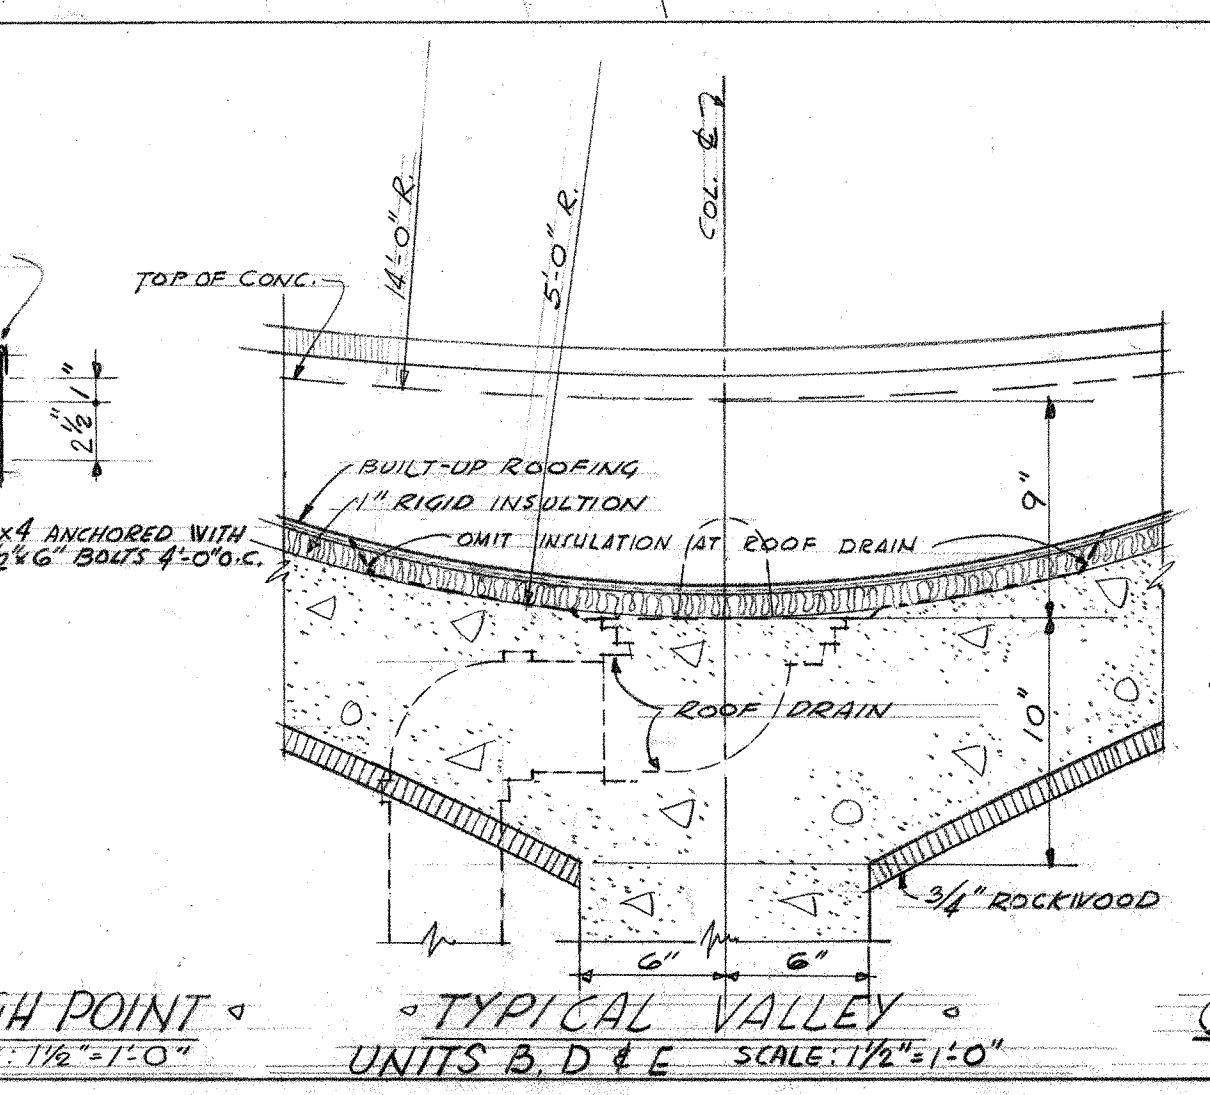 COL. ℄
14'-0" R.
5'-0" R.
TOP OF CONC.
1"
2½"
BUILT-UP ROOFING
1" RIGID INSULTION
OMIT INSULATION AT ROOF DRAIN
x4 ANCHORED WITH
2"x6" BOLTS 4'-0"O.C.
9"
ROOF DRAIN
10"
3/4" ROCKWOOD
6" 6"
GH POINT
: 1½"=1'-0"
TYPICAL VALLEY
UNITS B, D & E SCALE: 1½"=1'-0"